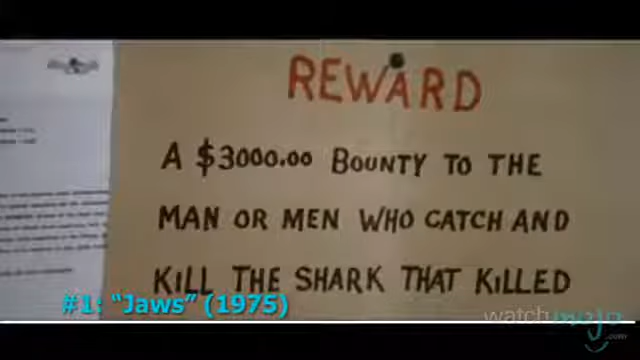 REWARD
A $3000.00 BOUNTY TO THE
MAN OR MEN WHO CATCH AND
KILL THE SHARK THAT KILLED
#1: “Jaws” (1975)
watchmojo
.com